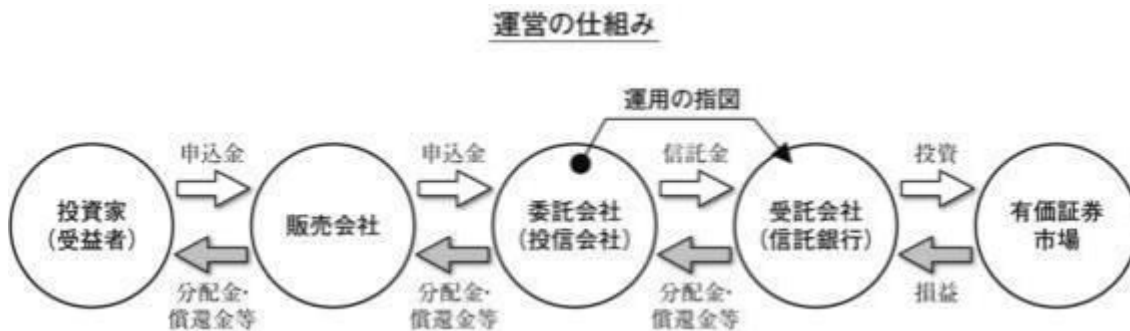 運営の仕組み
運用の指図
申込金
申込金
信託金
投資
投資家
（受益者）
販売会社
委託会社
（投信会社）
受託会社
（信託銀行）
有価証券
市場
分配金・
償還金等
分配金・
償還金等
分配金・
償還金等
損益